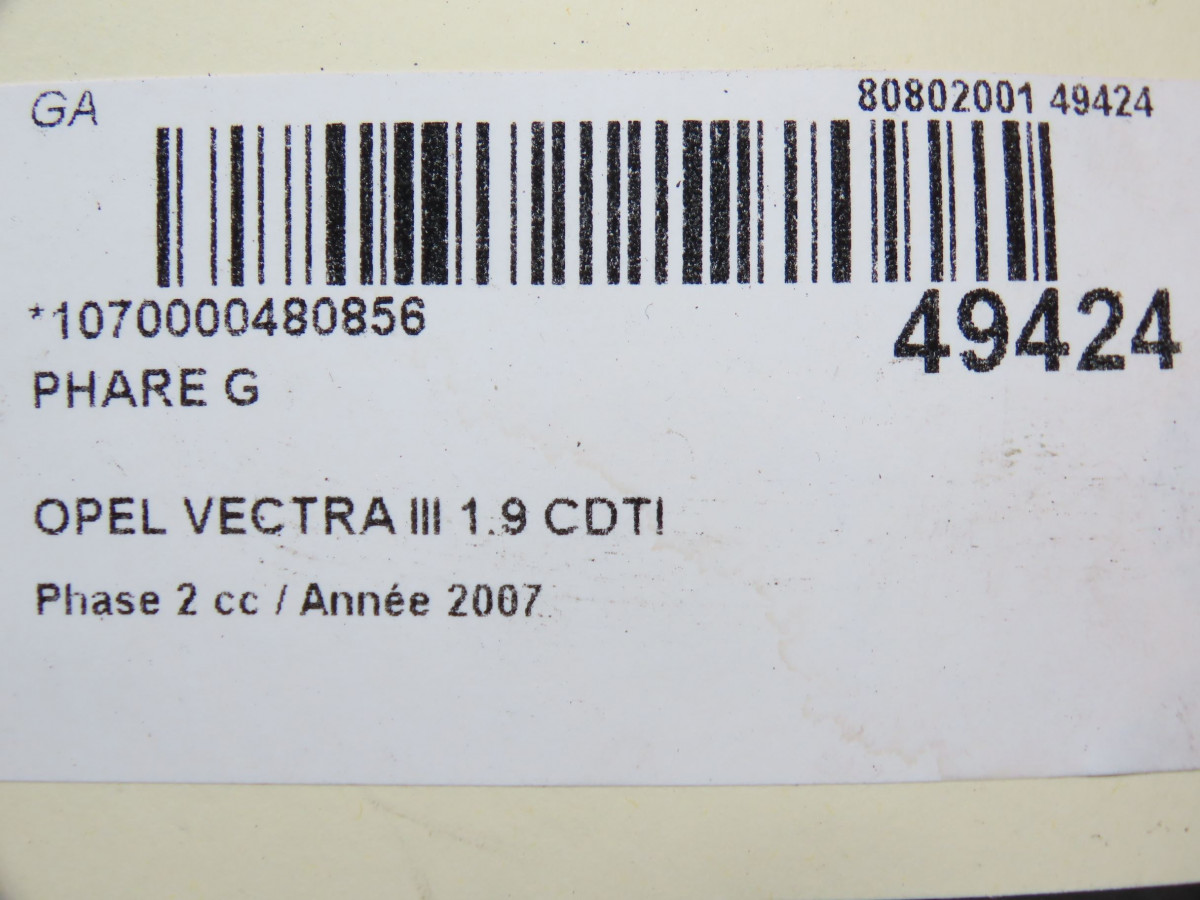 GA
80802001 49424
*1070000480856
49424
PHARE G
OPEL VECTRA III 1.9 CDTI
Phase 2 cc / Année 2007